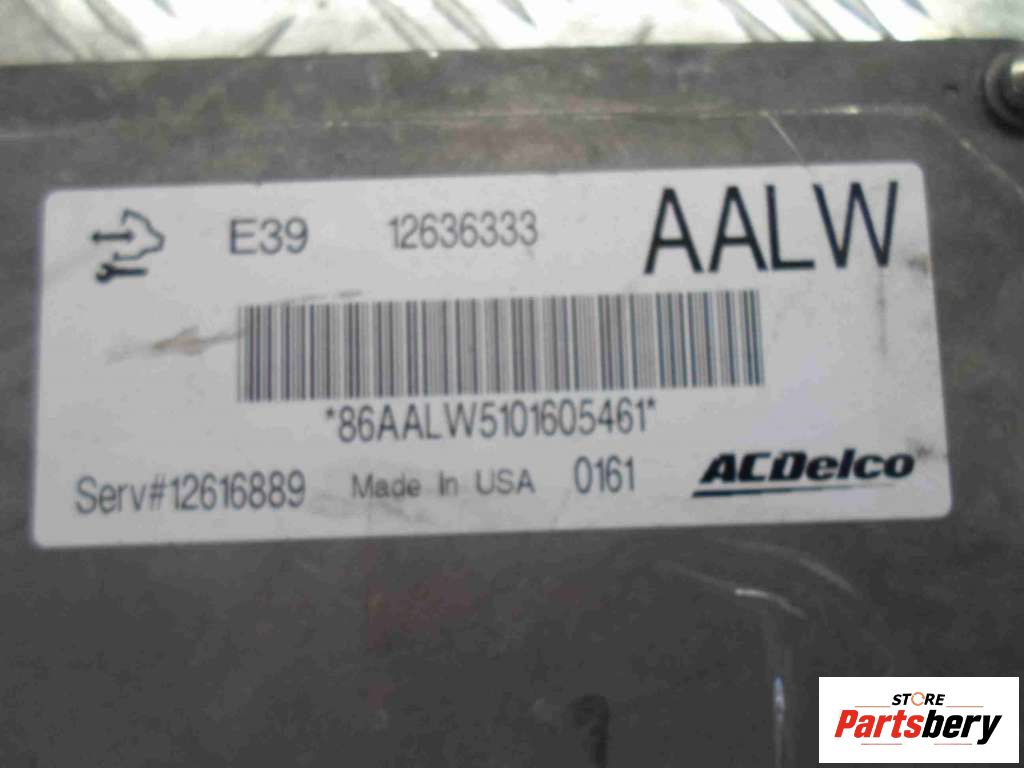 E39 12636333 AALW
*86AALW5101605461*
Serv#12616889 Made In USA 0161 ACDelco
STORE
Partsbery